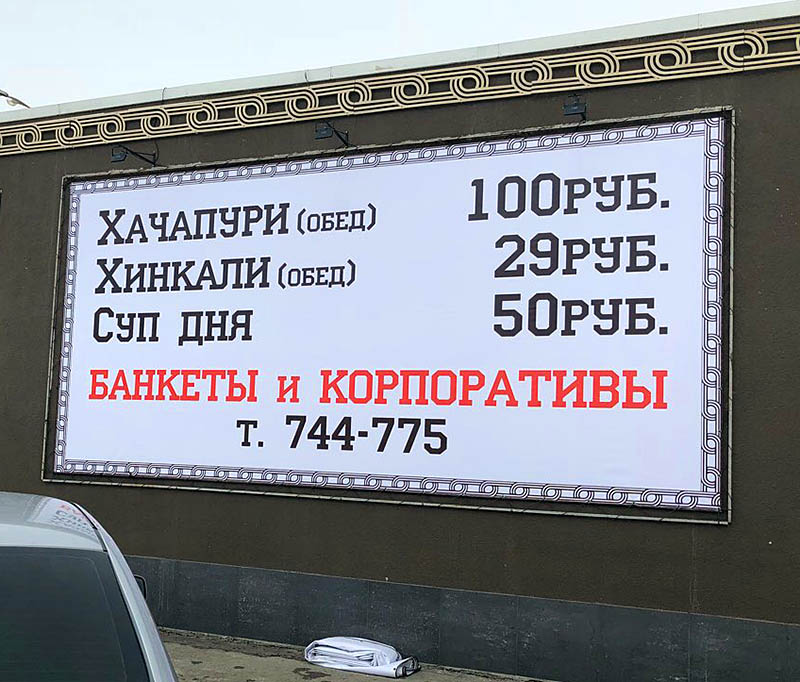 Хачапури (обед) 100руб.
Хинкали (обед) 29руб.
Суп дня 50руб.
БАНКЕТЫ и КОРПОРАТИВЫ
т. 744-775